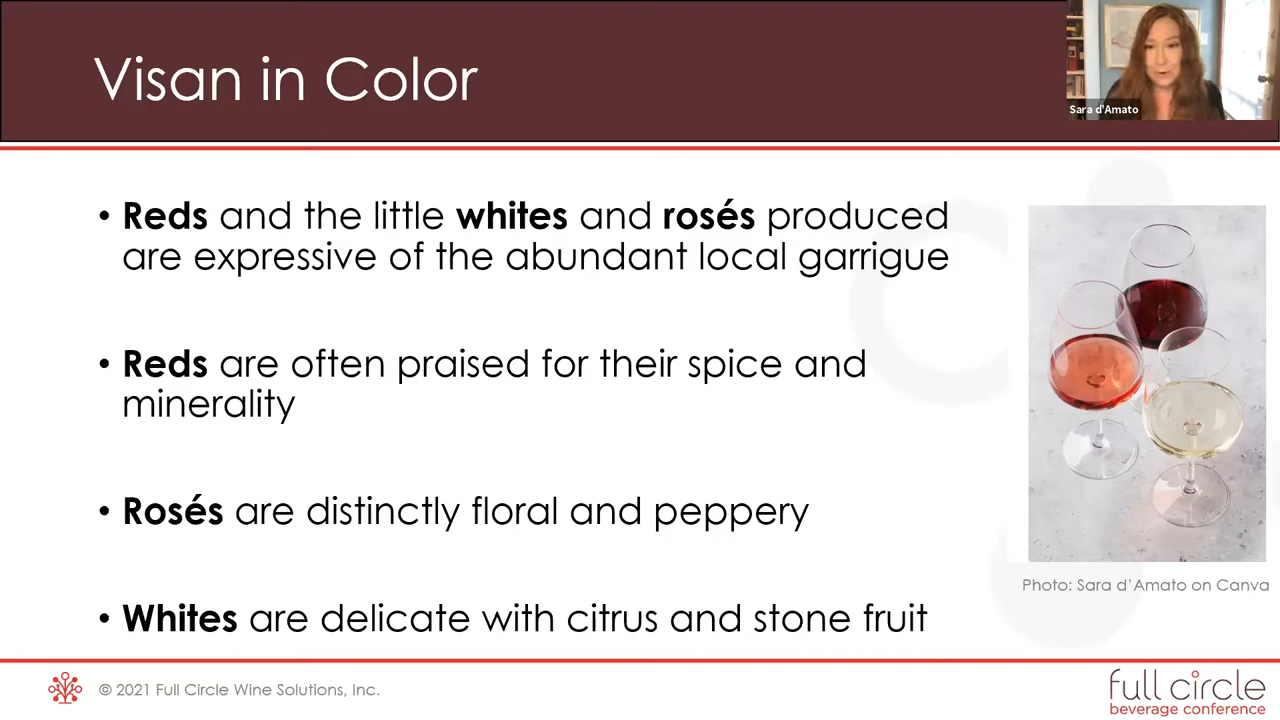 Visan in Color
Sara d'Amato
• Reds and the little whites and rosés produced
are expressive of the abundant local garrigue
• Reds are often praised for their spice and
minerality
• Rosés are distinctly floral and peppery
• Whites are delicate with citrus and stone fruit
Photo: Sara d'Amato on Canva
© 2021 Full Circle Wine Solutions, Inc.
full circle
beverage conference